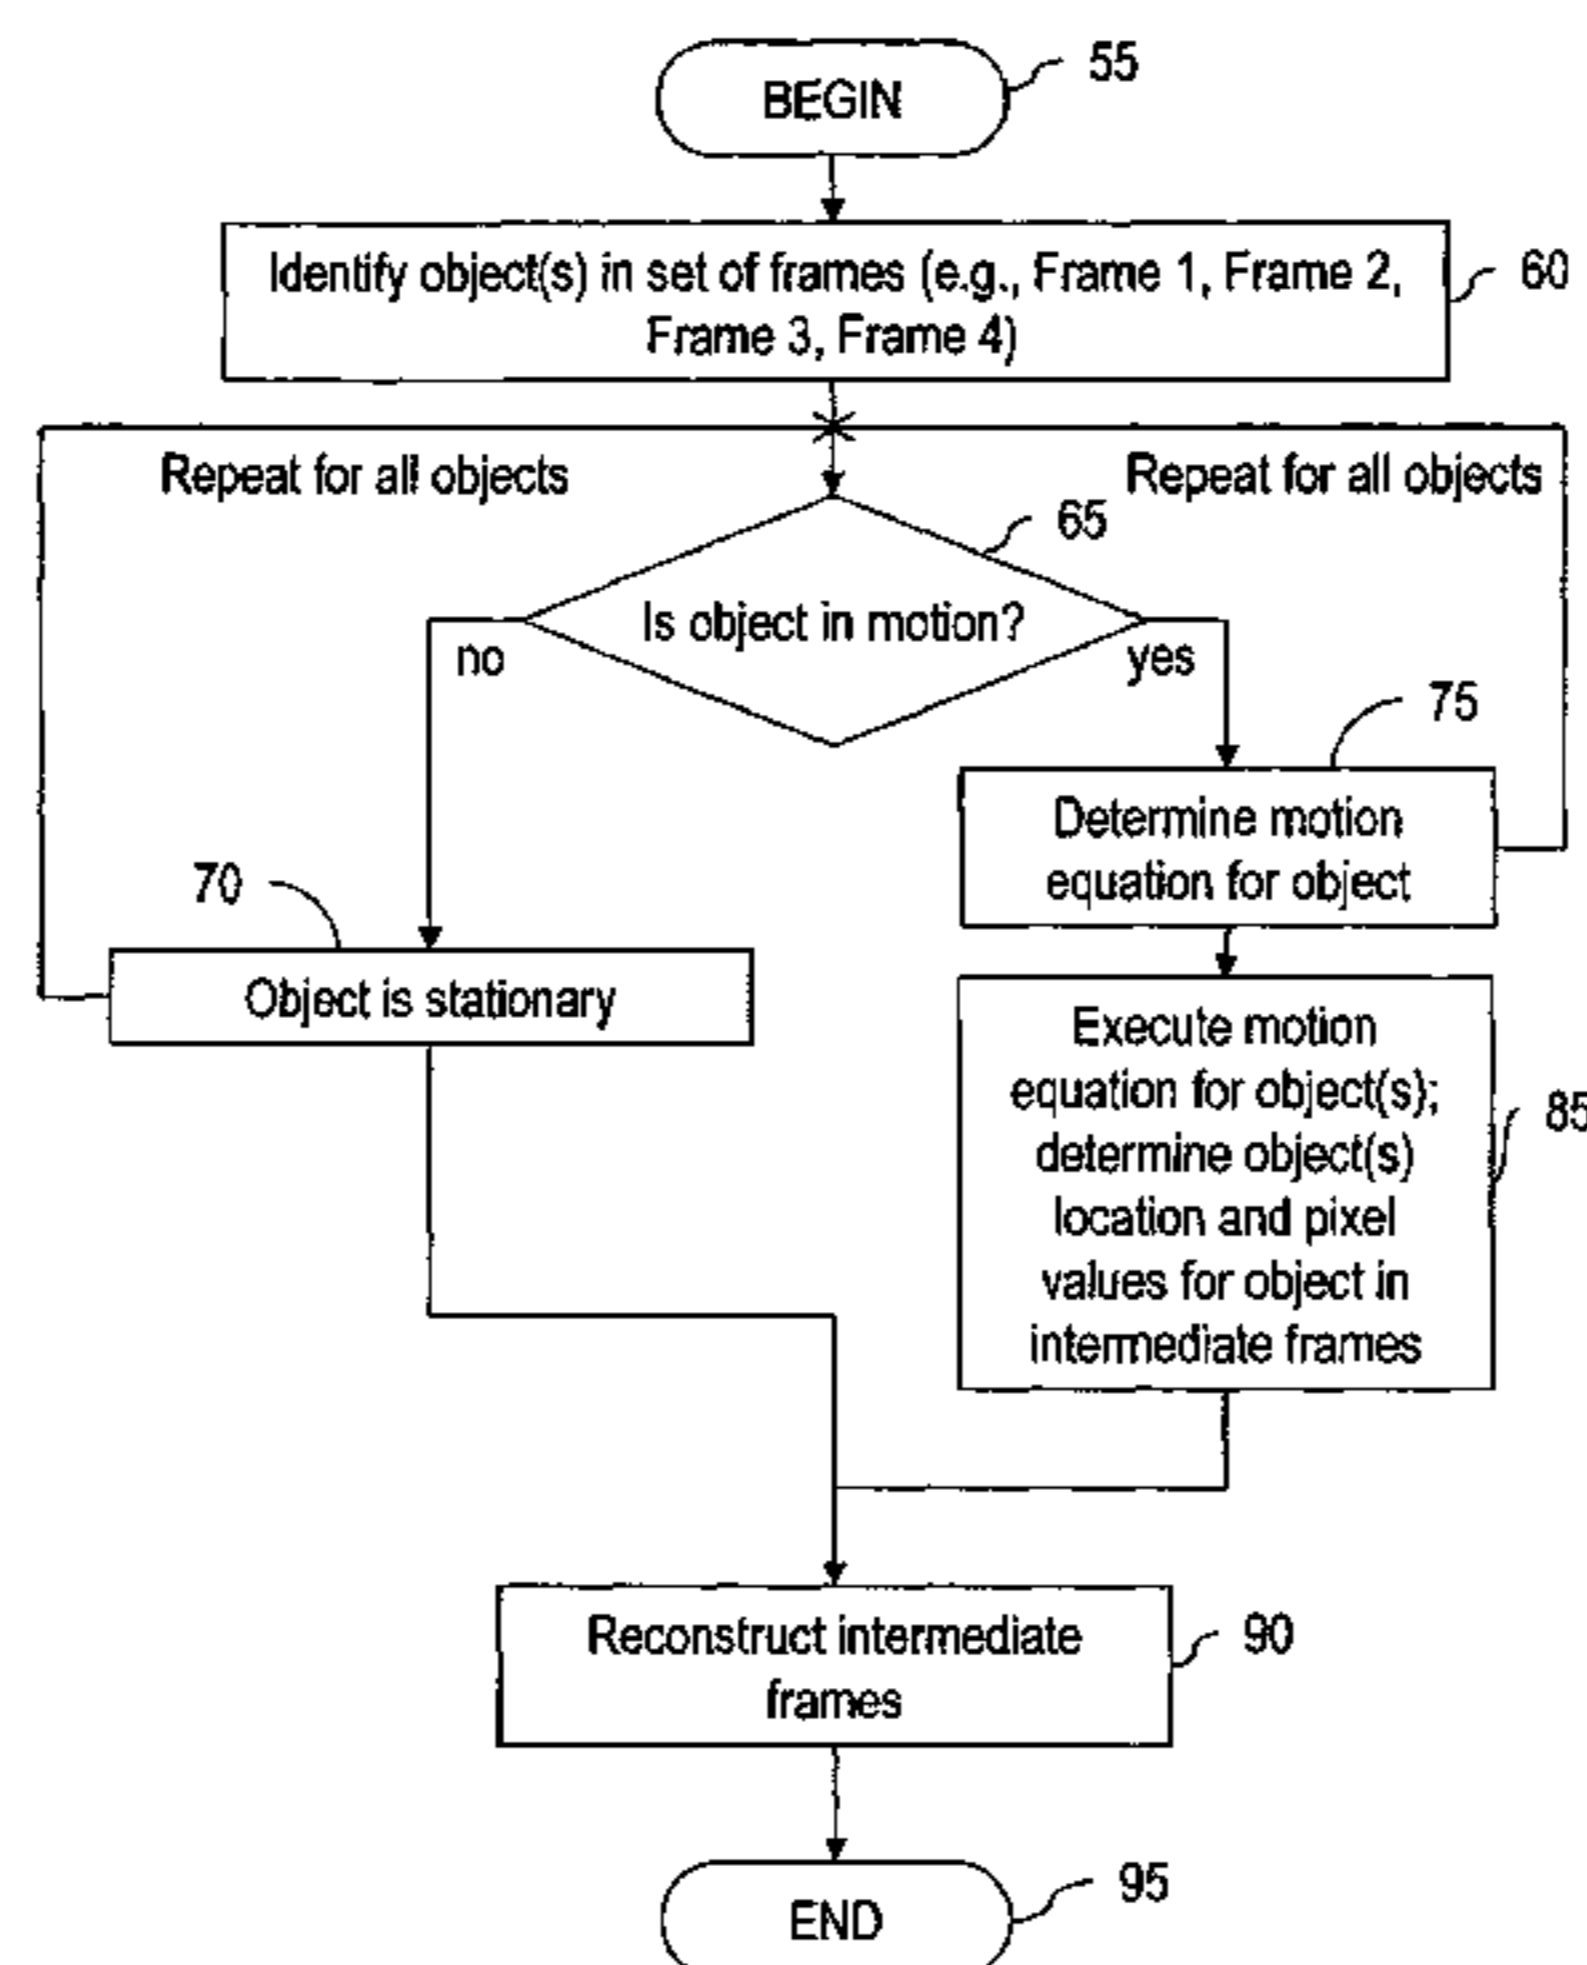 BEGIN
55
Identify object(s) in set of frames (e.g., Frame 1, Frame 2,
Frame 3, Frame 4)
60
Repeat for all objects
Repeat for all objects
65
Is object in motion?
no
yes
75
Determine motion
equation for object
70
Object is stationary
Execute motion
equation for object(s);
determine object(s)
location and pixel
values for object in
intermediate frames
85
Reconstruct intermediate
frames
90
END
95